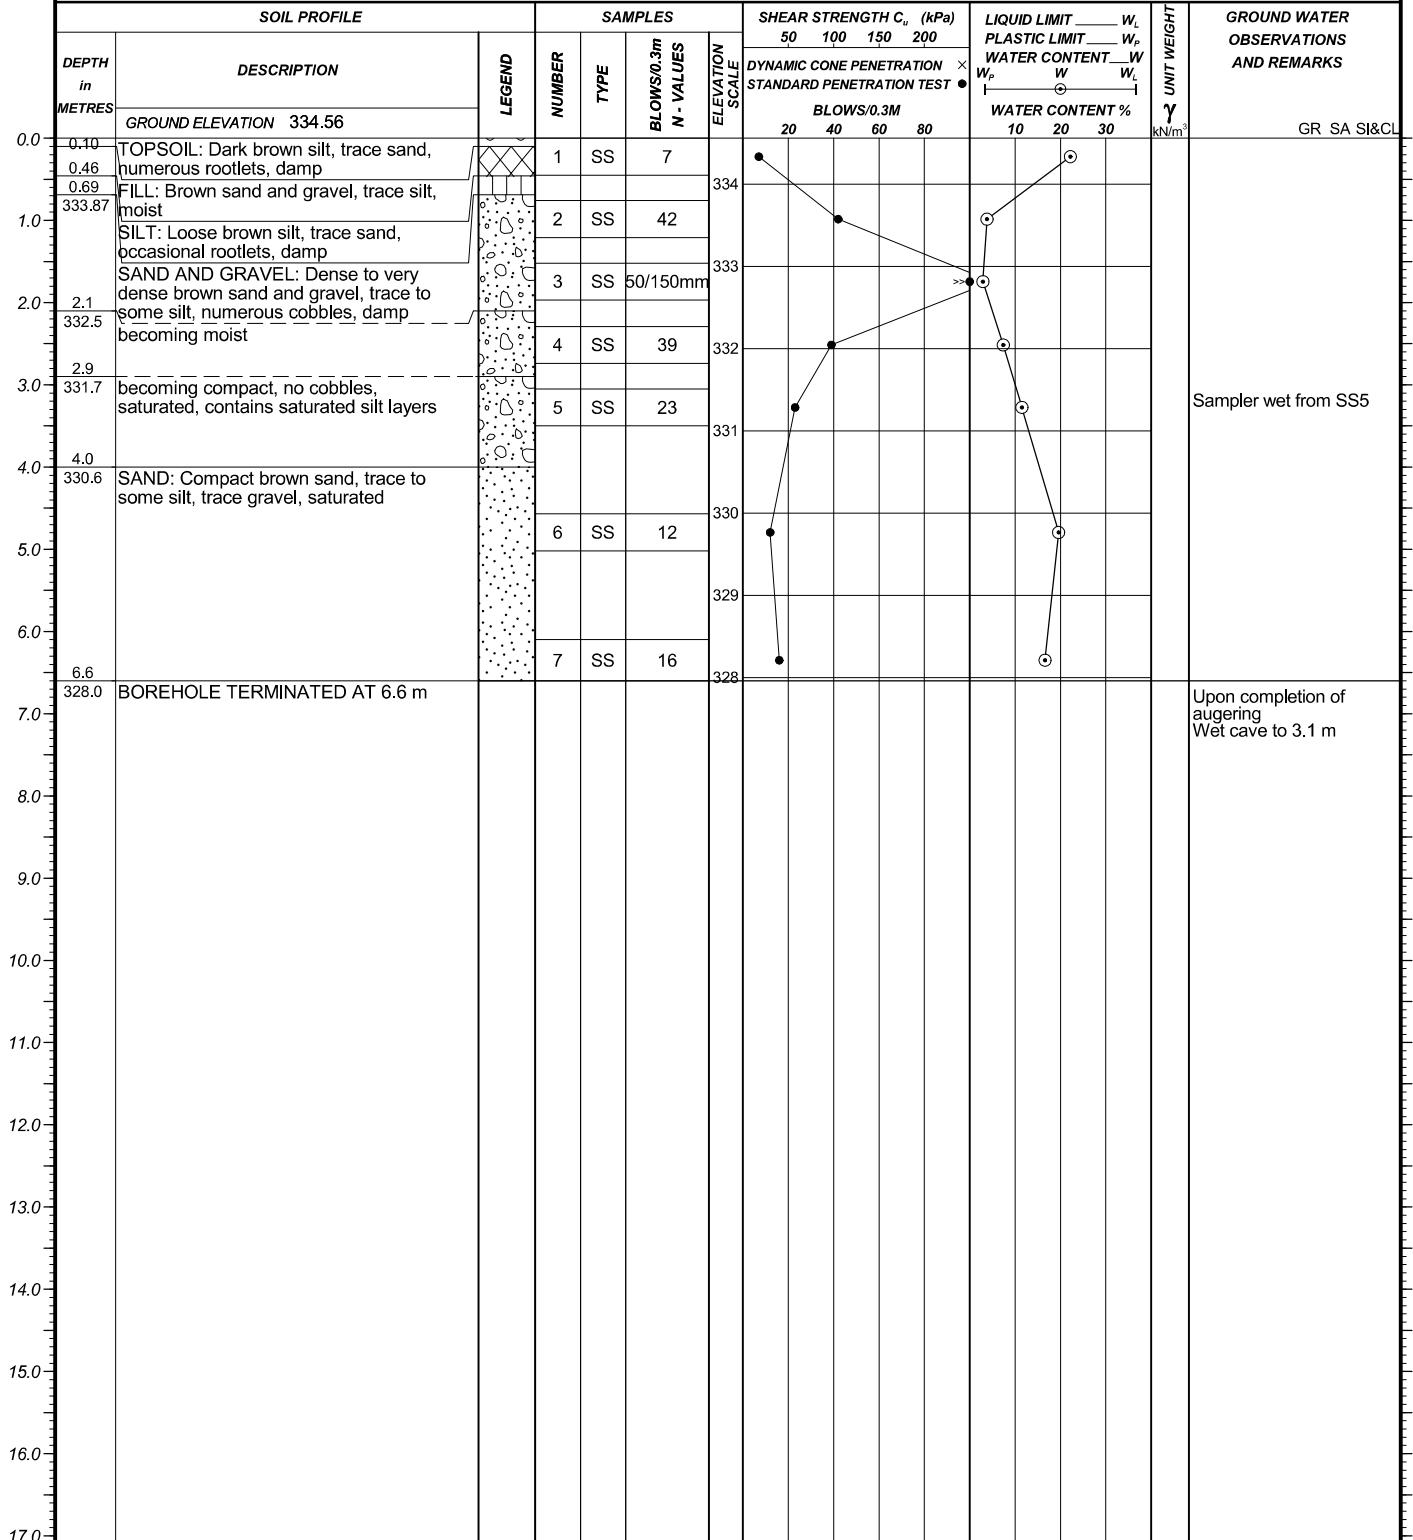 SOIL PROFILE
SAMPLES
SHEAR STRENGTH Cu (kPa)
50 100 150 200
DYNAMIC CONE PENETRATION ×
STANDARD PENETRATION TEST ●
BLOWS/0.3M
20 40 60 80
LIQUID LIMIT _____ WL
PLASTIC LIMIT ____ WP
WATER CONTENT__W
WP W WL
WATER CONTENT %
10 20 30
UNIT WEIGHT
γ
kN/m³
GROUND WATER
OBSERVATIONS
AND REMARKS
GR SA SI&CL
DEPTH
in
METRES
DESCRIPTION
GROUND ELEVATION 334.56
LEGEND
NUMBER
TYPE
BLOWS/0.3m
N - VALUES
ELEVATION
SCALE
0.0
0.10
TOPSOIL: Dark brown silt, trace sand,
numerous rootlets, damp
1 SS 7
0.46
0.69
FILL: Brown sand and gravel, trace silt,
moist
334
333.87
1.0
2 SS 42
SILT: Loose brown silt, trace sand,
occasional rootlets, damp
333
SAND AND GRAVEL: Dense to very
dense brown sand and gravel, trace to
some silt, numerous cobbles, damp
3 SS 50/150mm
>>
2.0
2.1
332.5
becoming moist
4 SS 39
332
2.9
3.0
331.7
becoming compact, no cobbles,
saturated, contains saturated silt layers
5 SS 23
Sampler wet from SS5
331
4.0
4.0
330.6
SAND: Compact brown sand, trace to
some silt, trace gravel, saturated
330
6 SS 12
5.0
329
6.0
7 SS 16
6.6
328
328.0
BOREHOLE TERMINATED AT 6.6 m
Upon completion of
augering
Wet cave to 3.1 m
7.0
8.0
9.0
10.0
11.0
12.0
13.0
14.0
15.0
16.0
17.0